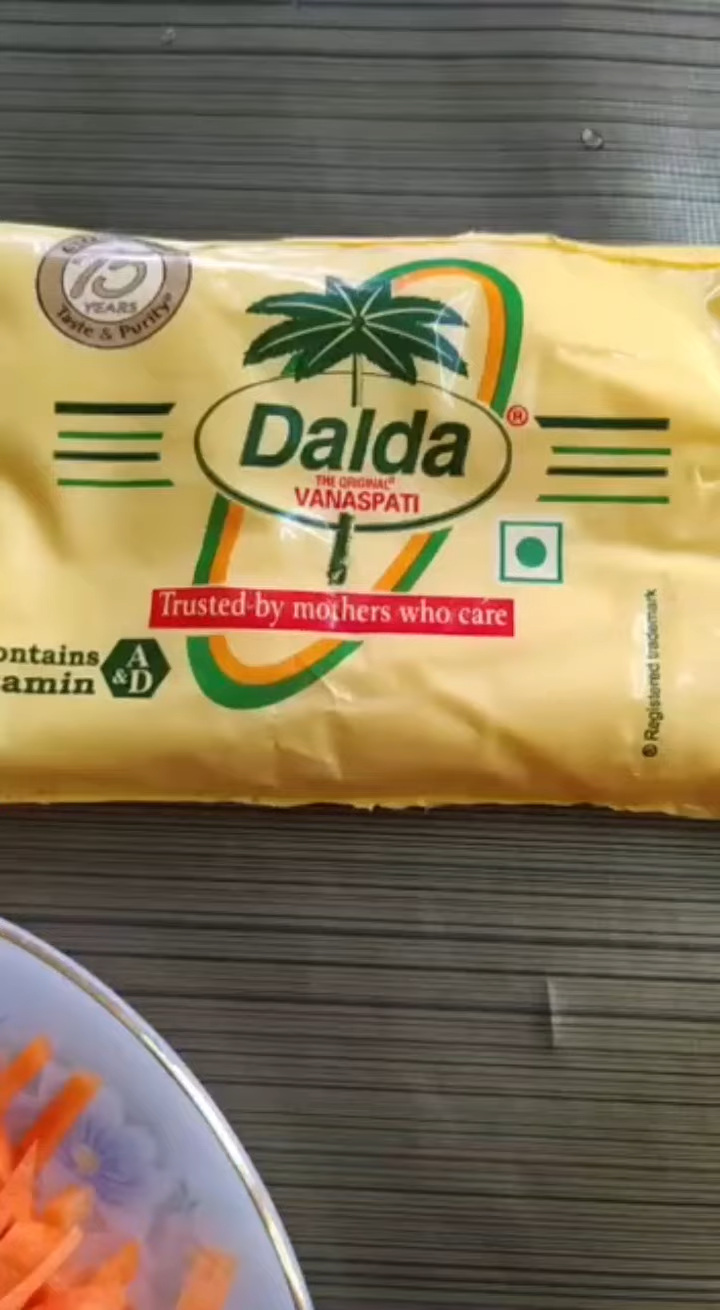 75
YEARS
Taste & Purity
Dalda
®
THE ORIGINAL
VANASPATI
Trusted by mothers who care
ontains
amin
A
&D
® Registered trademark